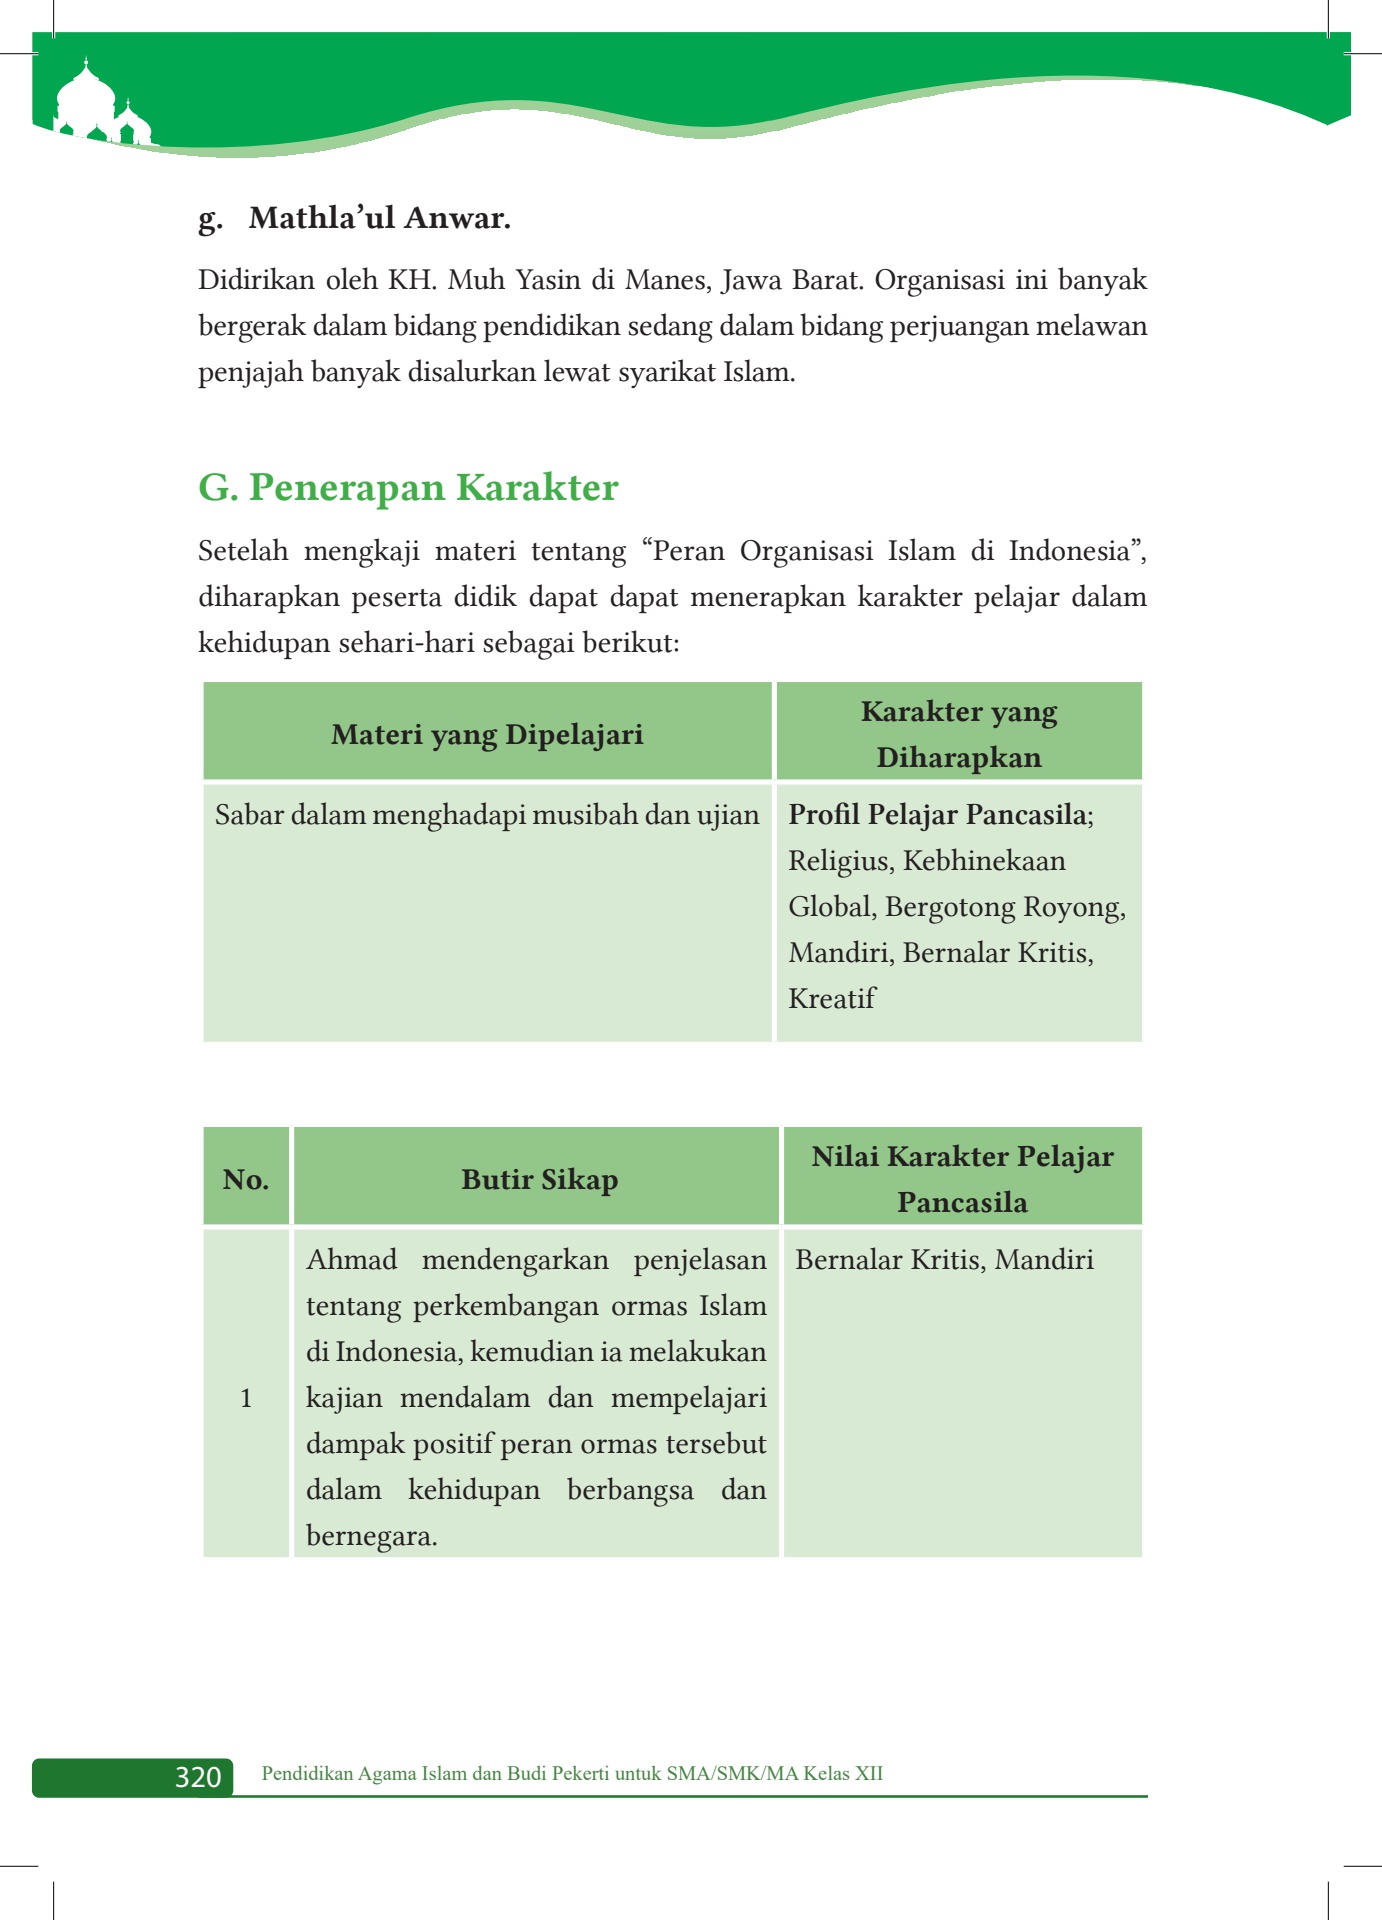 g. Mathla’ul Anwar.
Didirikan oleh KH. Muh Yasin di Manes, Jawa Barat. Organisasi ini banyak
bergerak dalam bidang pendidikan sedang dalam bidang perjuangan melawan
penjajah banyak disalurkan lewat syarikat Islam.
G. Penerapan Karakter
Setelah mengkaji materi tentang “Peran Organisasi Islam di Indonesia”,
diharapkan peserta didik dapat dapat menerapkan karakter pelajar dalam
kehidupan sehari-hari sebagai berikut:
Materi yang Dipelajari
Karakter yang
Diharapkan
Sabar dalam menghadapi musibah dan ujian
Profil Pelajar Pancasila;
Religius, Kebhinekaan
Global, Bergotong Royong,
Mandiri, Bernalar Kritis,
Kreatif
No.
Butir Sikap
Nilai Karakter Pelajar
Pancasila
1
Ahmad mendengarkan penjelasan
tentang perkembangan ormas Islam
di Indonesia, kemudian ia melakukan
kajian mendalam dan mempelajari
dampak positif peran ormas tersebut
dalam kehidupan berbangsa dan
bernegara.
Bernalar Kritis, Mandiri
320
Pendidikan Agama Islam dan Budi Pekerti untuk SMA/SMK/MA Kelas XII